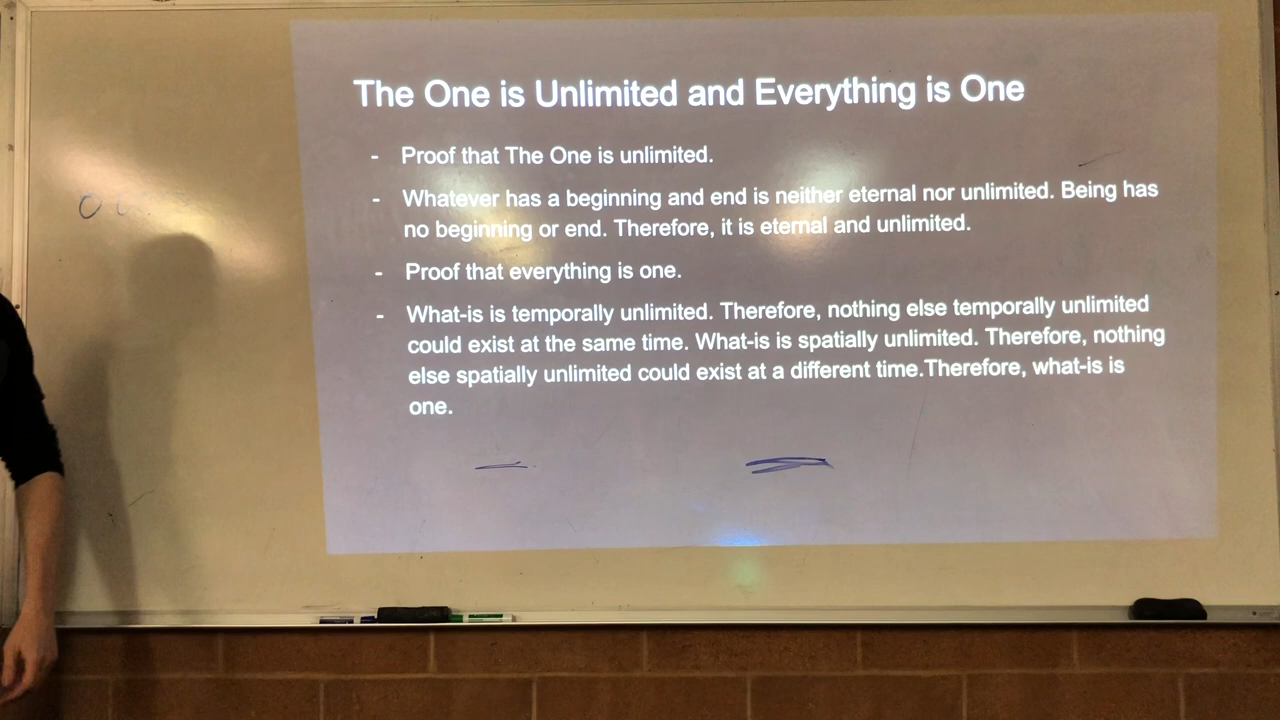 The One is Unlimited and Everything is One
- Proof that The One is unlimited.
- Whatever has a beginning and end is neither eternal nor unlimited. Being has
no beginning or end. Therefore, it is eternal and unlimited.
- Proof that everything is one.
- What-is is temporally unlimited. Therefore, nothing else temporally unlimited
could exist at the same time. What-is is spatially unlimited. Therefore, nothing
else spatially unlimited could exist at a different time.Therefore, what-is is
one.